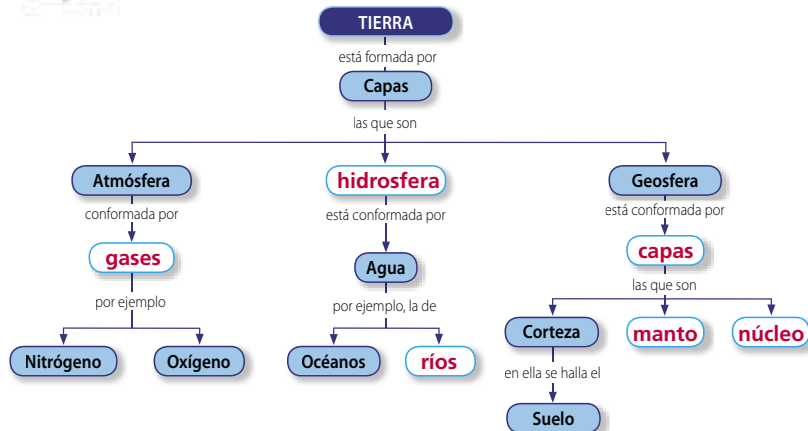 TIERRA
está formada por
Capas
las que son
Atmósfera
hidrosfera
Geosfera
conformada por
está conformada por
está conformada por
gases
Agua
capas
por ejemplo
por ejemplo, la de
las que son
Nitrógeno
Oxígeno
Océanos
ríos
Corteza
manto
núcleo
en ella se halla el
Suelo